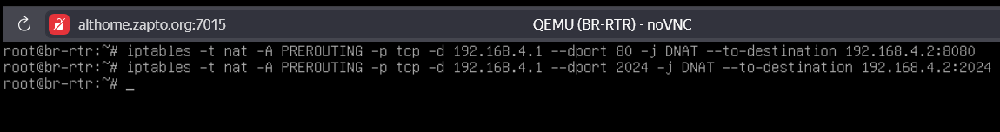 althome.zapto.org:7015 QEMU (BR-RTR) - noVNC
root@br-rtr:~# iptables -t nat -A PREROUTING -p tcp -d 192.168.4.1 --dport 80 -j DNAT --to-destination 192.168.4.2:8080
root@br-rtr:~# iptables -t nat -A PREROUTING -p tcp -d 192.168.4.1 --dport 2024 -j DNAT --to-destination 192.168.4.2:2024
root@br-rtr:~# _